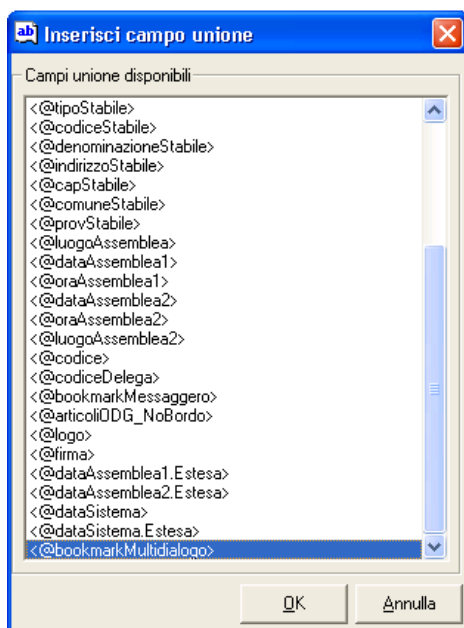 ab Inserisci campo unione
Campi unione disponibili
<@tipoStabile>
<@codiceStabile>
<@denominazioneStabile>
<@indirizzoStabile>
<@capStabile>
<@comuneStabile>
<@provStabile>
<@luogoAssemblea>
<@dataAssemblea1>
<@oraAssemblea1>
<@dataAssemblea2>
<@oraAssemblea2>
<@luogoAssemblea2>
<@codice>
<@codiceDelega>
<@bookmarkMessaggero>
<@articoliODG_NoBordo>
<@logo>
<@firma>
<@dataAssemblea1.Estesa>
<@dataAssemblea2.Estesa>
<@dataSistema>
<@dataSistema.Estesa>
<@bookmarkMultidialogo>
OK Annulla